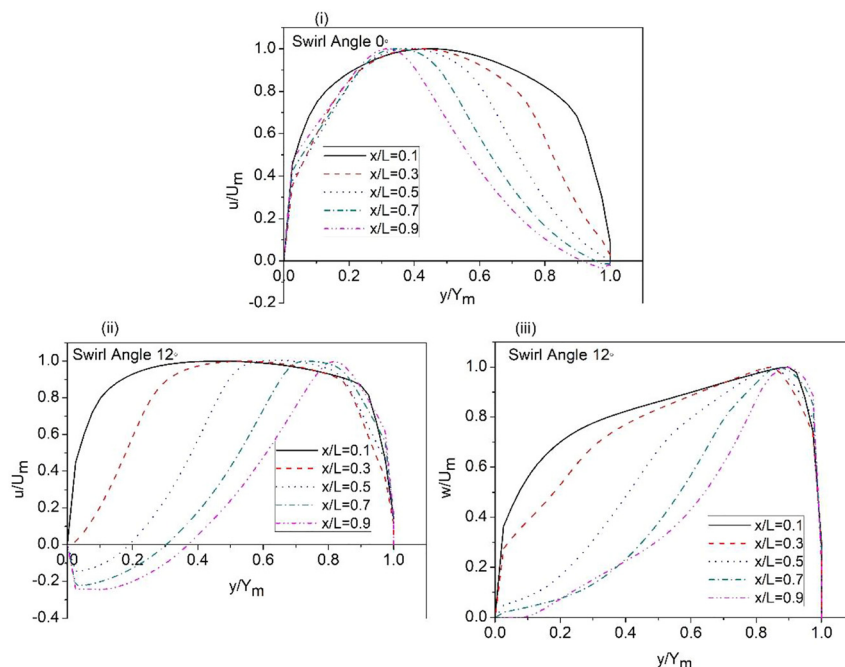 (i)
Swirl Angle 0°
1.0
0.8
0.6
0.4
0.2
0.0
-0.2
u/Um
x/L=0.1
x/L=0.3
x/L=0.5
x/L=0.7
x/L=0.9
0.0 0.2 0.4 0.6 0.8 1.0
y/Ym
(ii)
Swirl Angle 12°
1.0
0.8
0.6
0.4
0.2
0.0
-0.2
-0.4
u/Um
x/L=0.1
x/L=0.3
x/L=0.5
x/L=0.7
x/L=0.9
0.0 0.2 0.4 0.6 0.8 1.0
y/Ym
(iii)
Swirl Angle 12°
1.0
0.8
0.6
0.4
0.2
0.0
w/Um
x/L=0.1
x/L=0.3
x/L=0.5
x/L=0.7
x/L=0.9
0.0 0.2 0.4 0.6 0.8 1.0
y/Ym